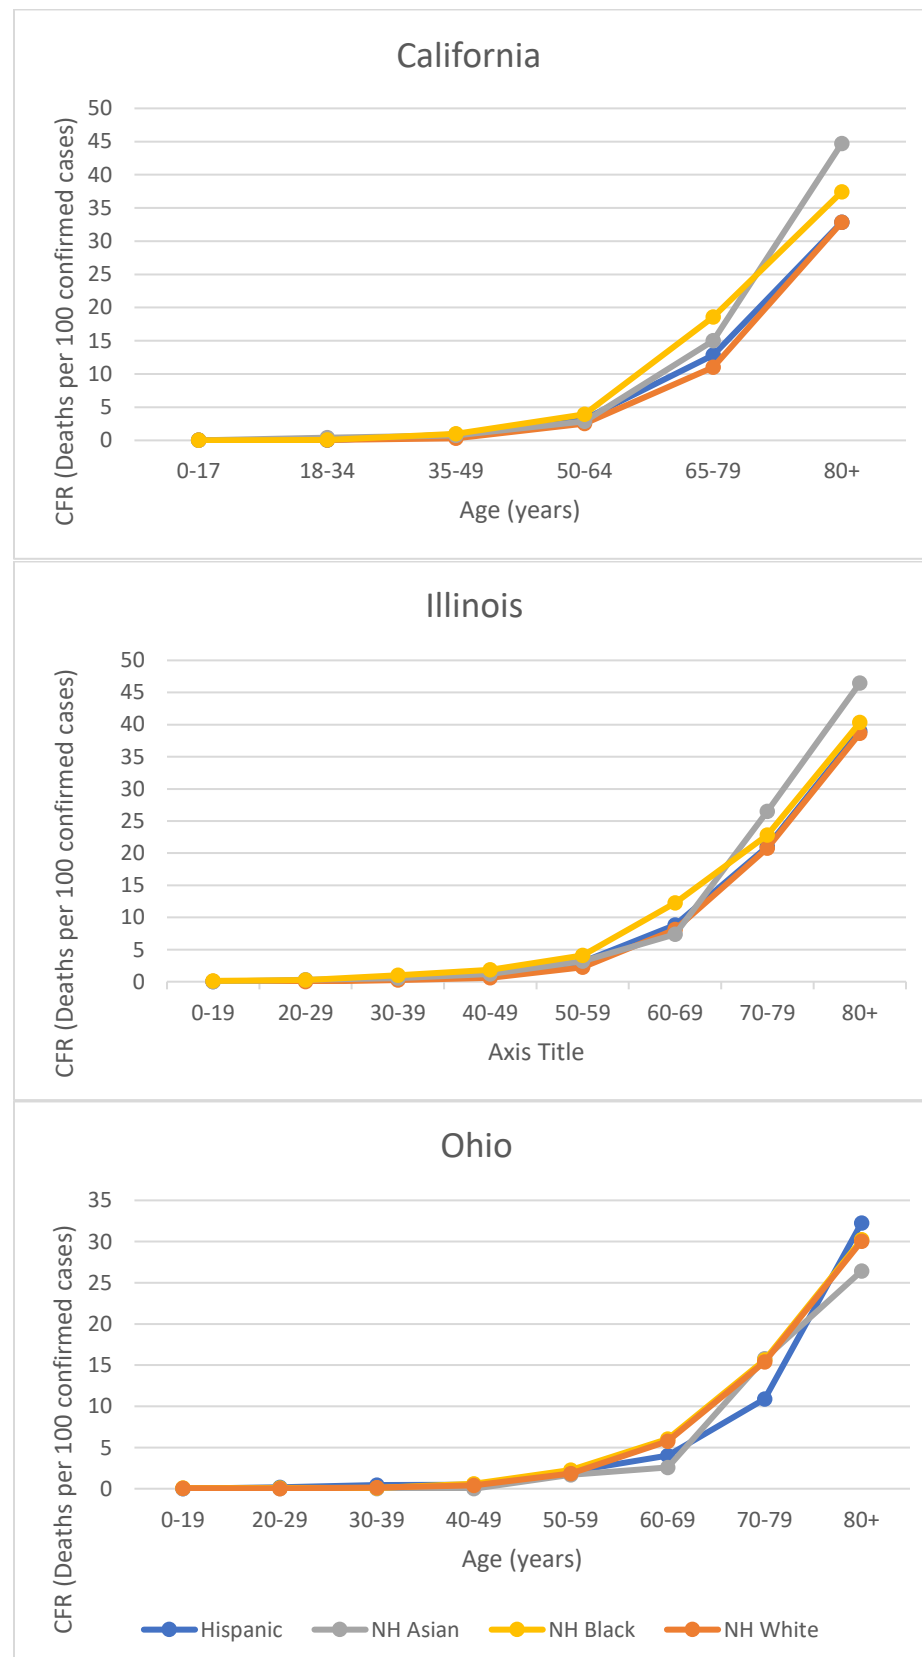 California
CFR (Deaths per 100 confirmed cases)
50
45
40
35
30
25
20
15
10
5
0
0-17 18-34 35-49 50-64 65-79 80+
Age (years)
Illinois
CFR (Deaths per 100 confirmed cases)
50
45
40
35
30
25
20
15
10
5
0
0-19 20-29 30-39 40-49 50-59 60-69 70-79 80+
Axis Title
Ohio
CFR (Deaths per 100 confirmed cases)
35
30
25
20
15
10
5
0
0-19 20-29 30-39 40-49 50-59 60-69 70-79 80+
Age (years)
Hispanic NH Asian NH Black NH White